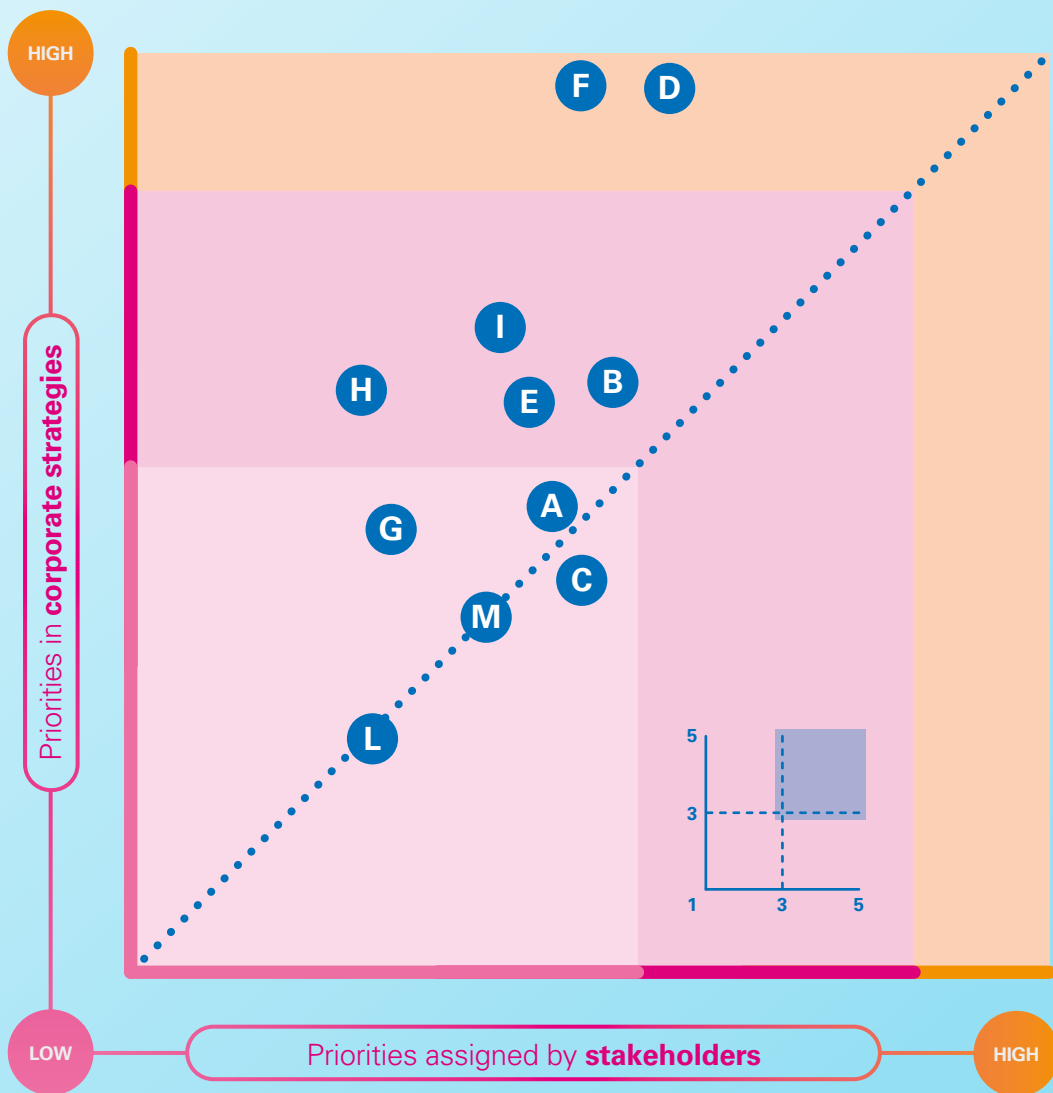 HIGH
F
D
I
B
H
E
Priorities in corporate strategies
A
G
C
M
L
5
3
1
3
5
LOW
Priorities assigned by stakeholders
HIGH